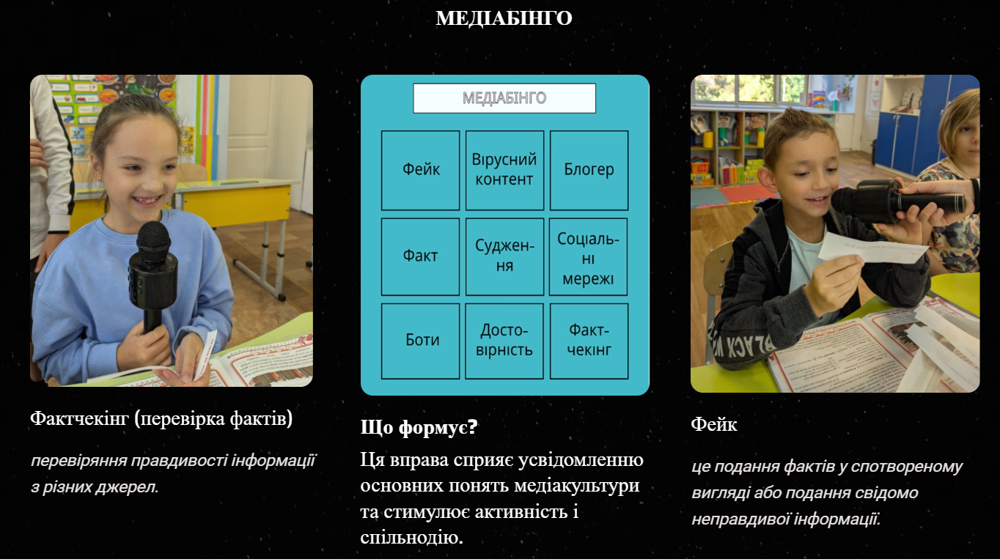 МЕДІАБІНГО
МЕДІАБІНГО
Фейк
Вірусний
контент
Блогер
Факт
Суджен-
ня
Соціаль-
ні
мережі
Боти
Досто-
вірність
Факт-
чекінг
BLACK
Фактчекінг (перевірка фактів)
перевіряння правдивості інформації
з різних джерел.
Що формує?
Ця вправа сприяє усвідомленню
основних понять медіакультури
та стимулює активність і
спільнодію.
Фейк
це подання фактів у спотвореному
вигляді або подання свідомо
неправдивої інформації.